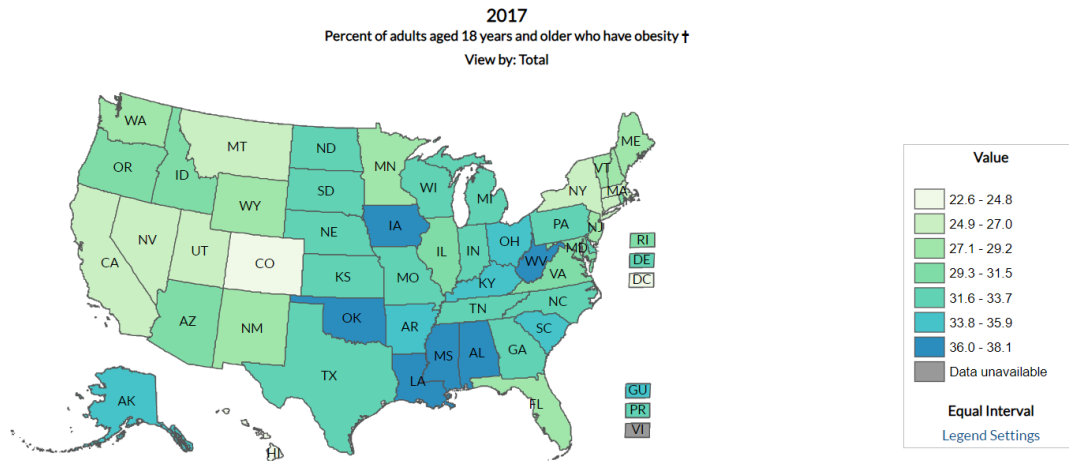 2017
Percent of adults aged 18 years and older who have obesity †
View by: Total
WA
MT
ND
MN
ME
OR
ID
SD
WI
MI
VT
NY
MA
WY
IA
PA
NJ
NE
NV
UT
CO
IL
IN
OH
MD
RI
DE
DC
CA
KS
MO
WV
VA
KY
NC
TN
AZ
NM
OK
AR
SC
MS
AL
GA
TX
LA
FL
AK
HI
GU
PR
VI
Value
22.6 - 24.8
24.9 - 27.0
27.1 - 29.2
29.3 - 31.5
31.6 - 33.7
33.8 - 35.9
36.0 - 38.1
Data unavailable
Equal Interval
Legend Settings